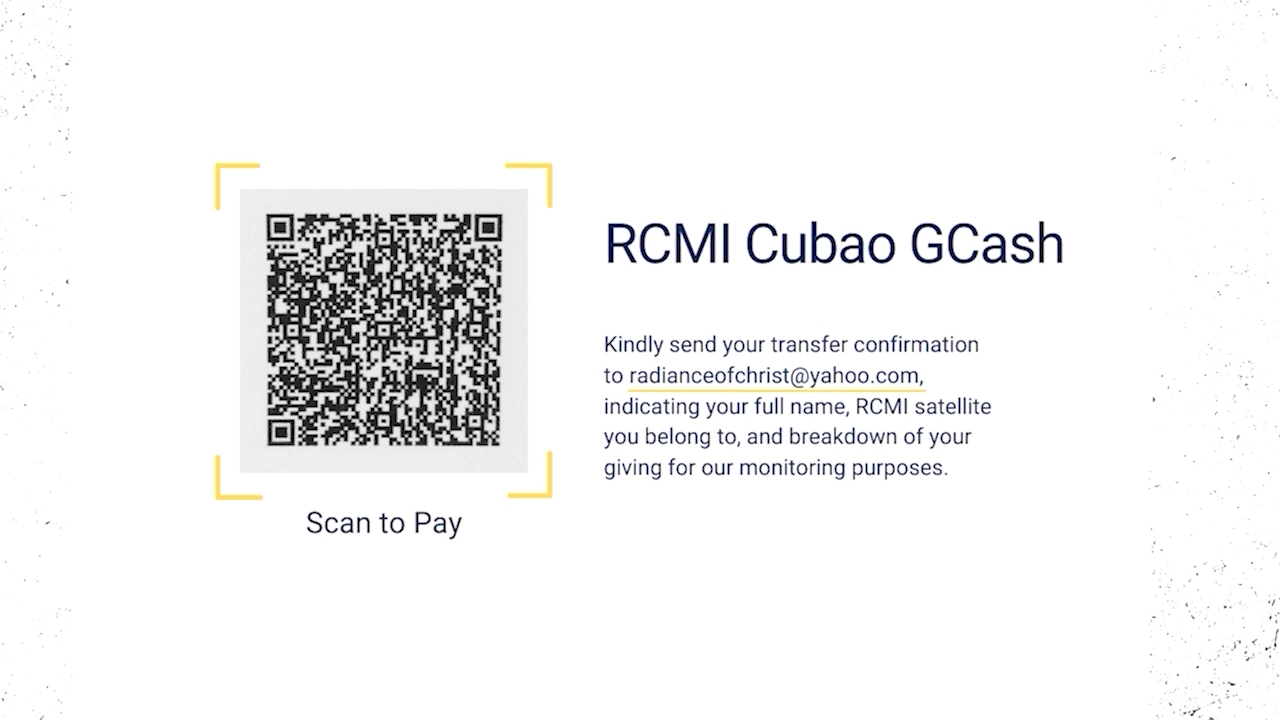 RCMI Cubao GCash
Kindly send your transfer confirmation
to radianceofchrist@yahoo.com,
indicating your full name, RCMI satellite
you belong to, and breakdown of your
giving for our monitoring purposes.
Scan to Pay